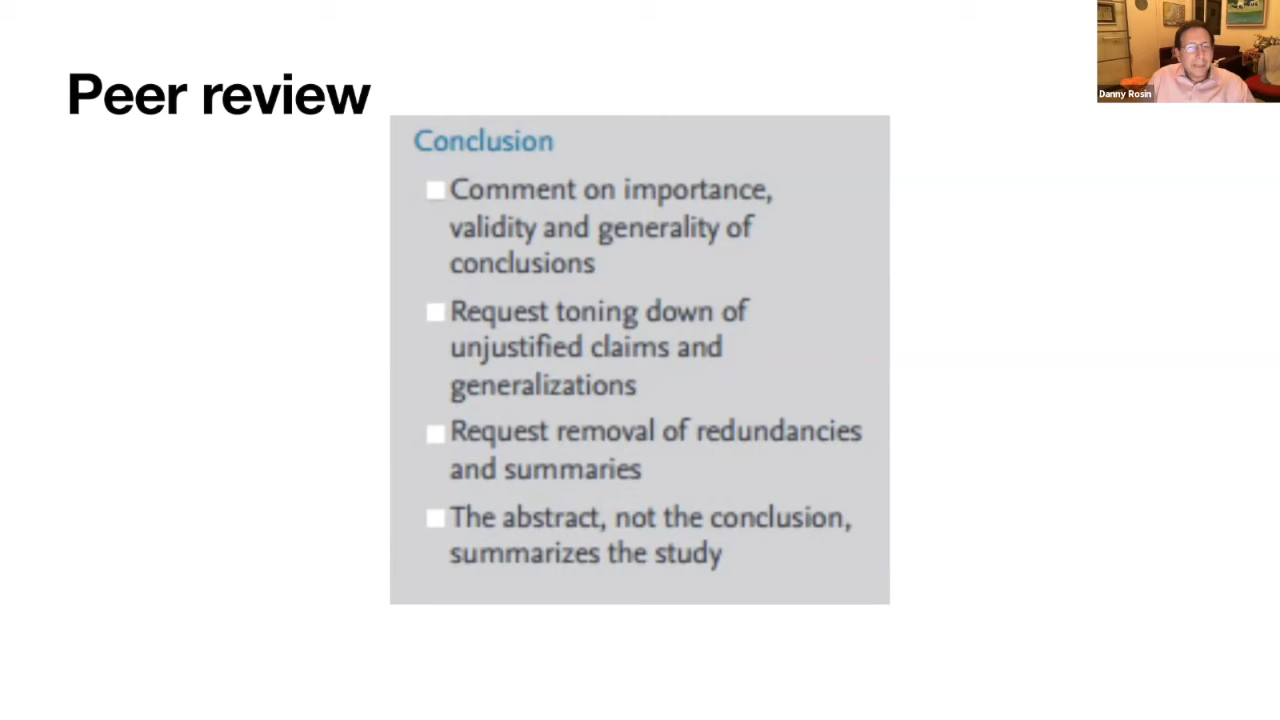 Peer review
Danny Rosin
Conclusion
Comment on importance,
validity and generality of
conclusions
Request toning down of
unjustified claims and
generalizations
Request removal of redundancies
and summaries
The abstract, not the conclusion,
summarizes the study